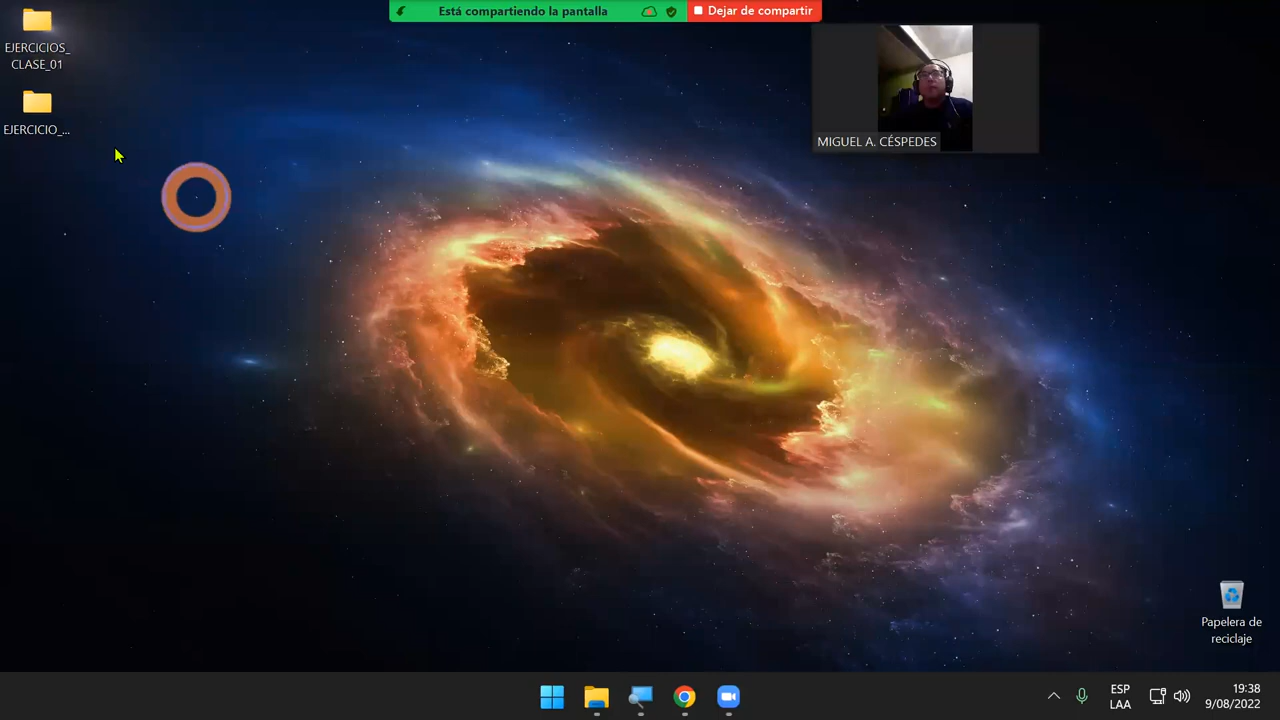 Está compartiendo la pantalla
Dejar de compartir
EJERCICIOS_
CLASE_01
EJERCICIO_...
MIGUEL A. CÉSPEDES
Papelera de
reciclaje
ESP
LAA
19:38
9/08/2022